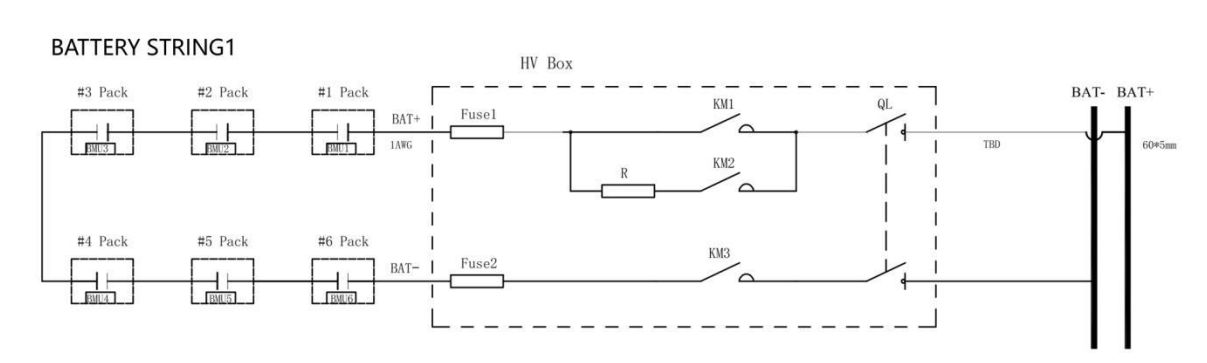 BATTERY STRING1
HV Box
#3 Pack
#2 Pack
#1 Pack
BAT+
1AWG
Fuse1
KM1
QL
BAT- BAT+
BMU3
BMU2
BMU1
TBD
60*5mm
R
KM2
#4 Pack
#5 Pack
#6 Pack
BAT-
Fuse2
KM3
BMU4
BMU5
BMU6